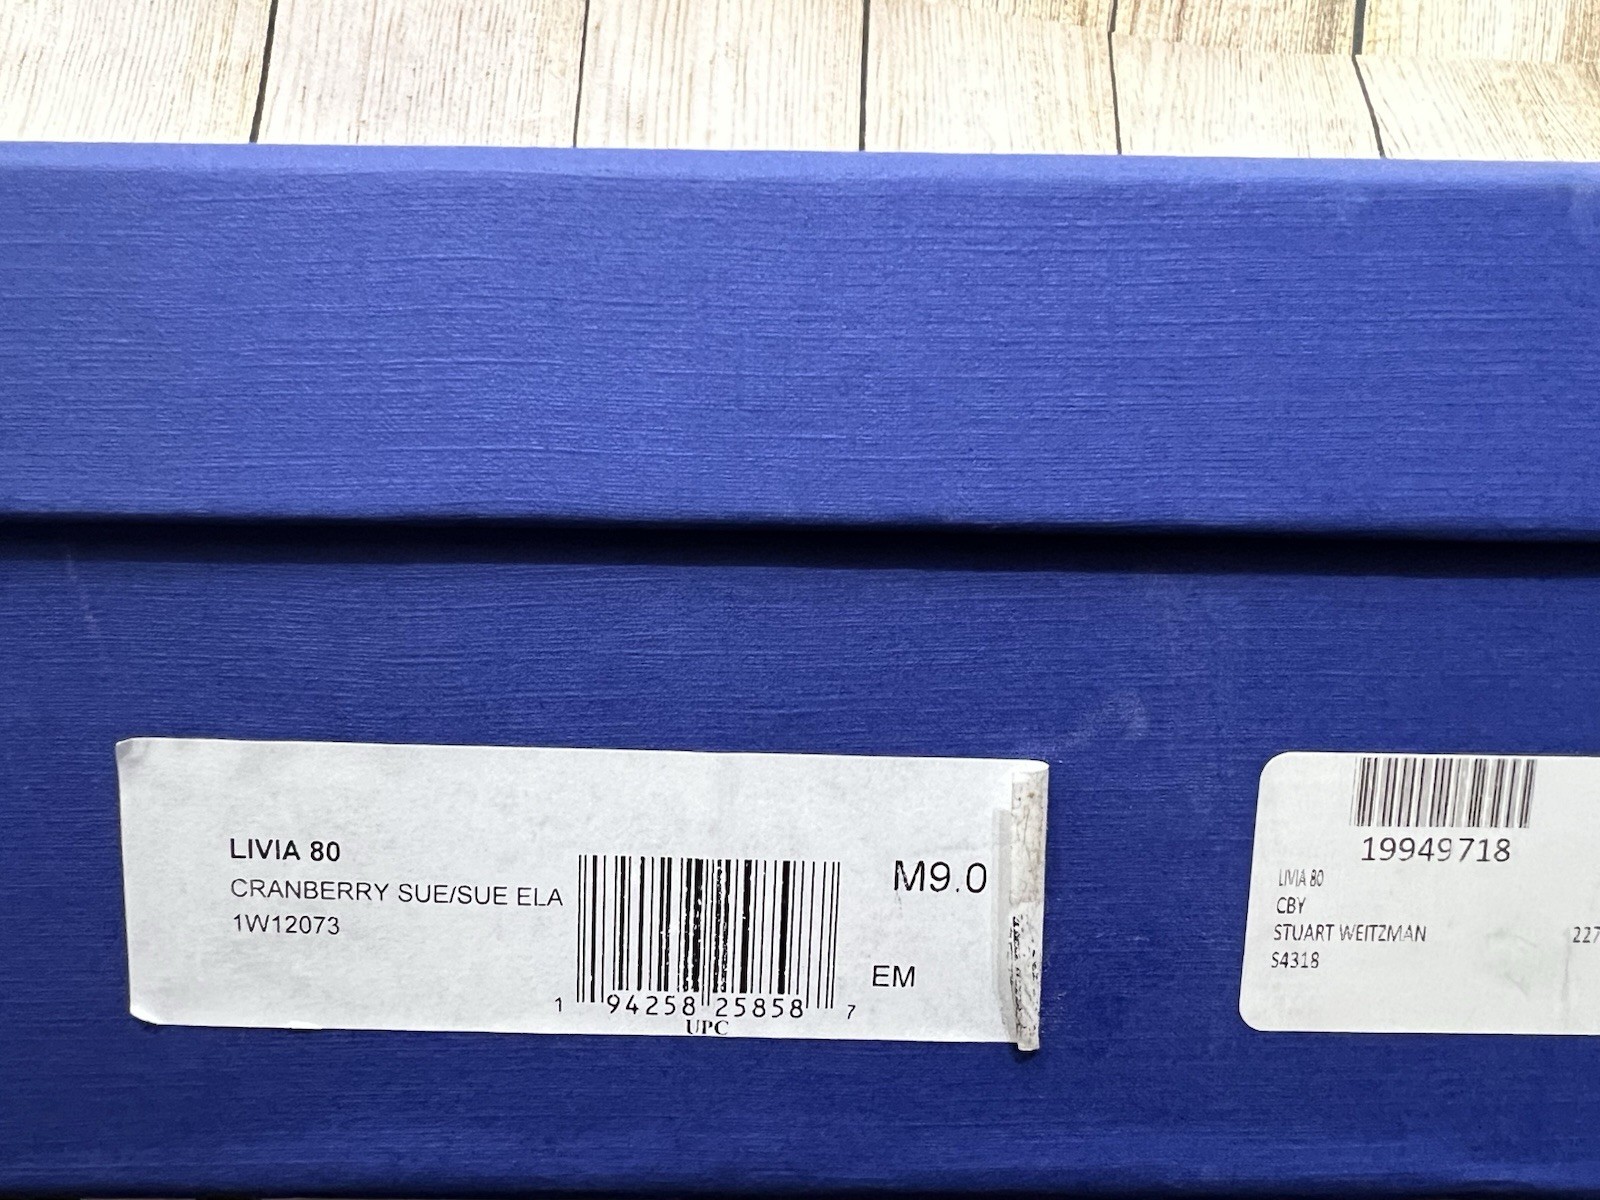 LIVIA 80
CRANBERRY SUE/SUE ELA
1W12073
M9.0
EM
1 94258 25858 7
UPC
19949718
LIVIA 80
CBY
STUART WEITZMAN 227
S4318